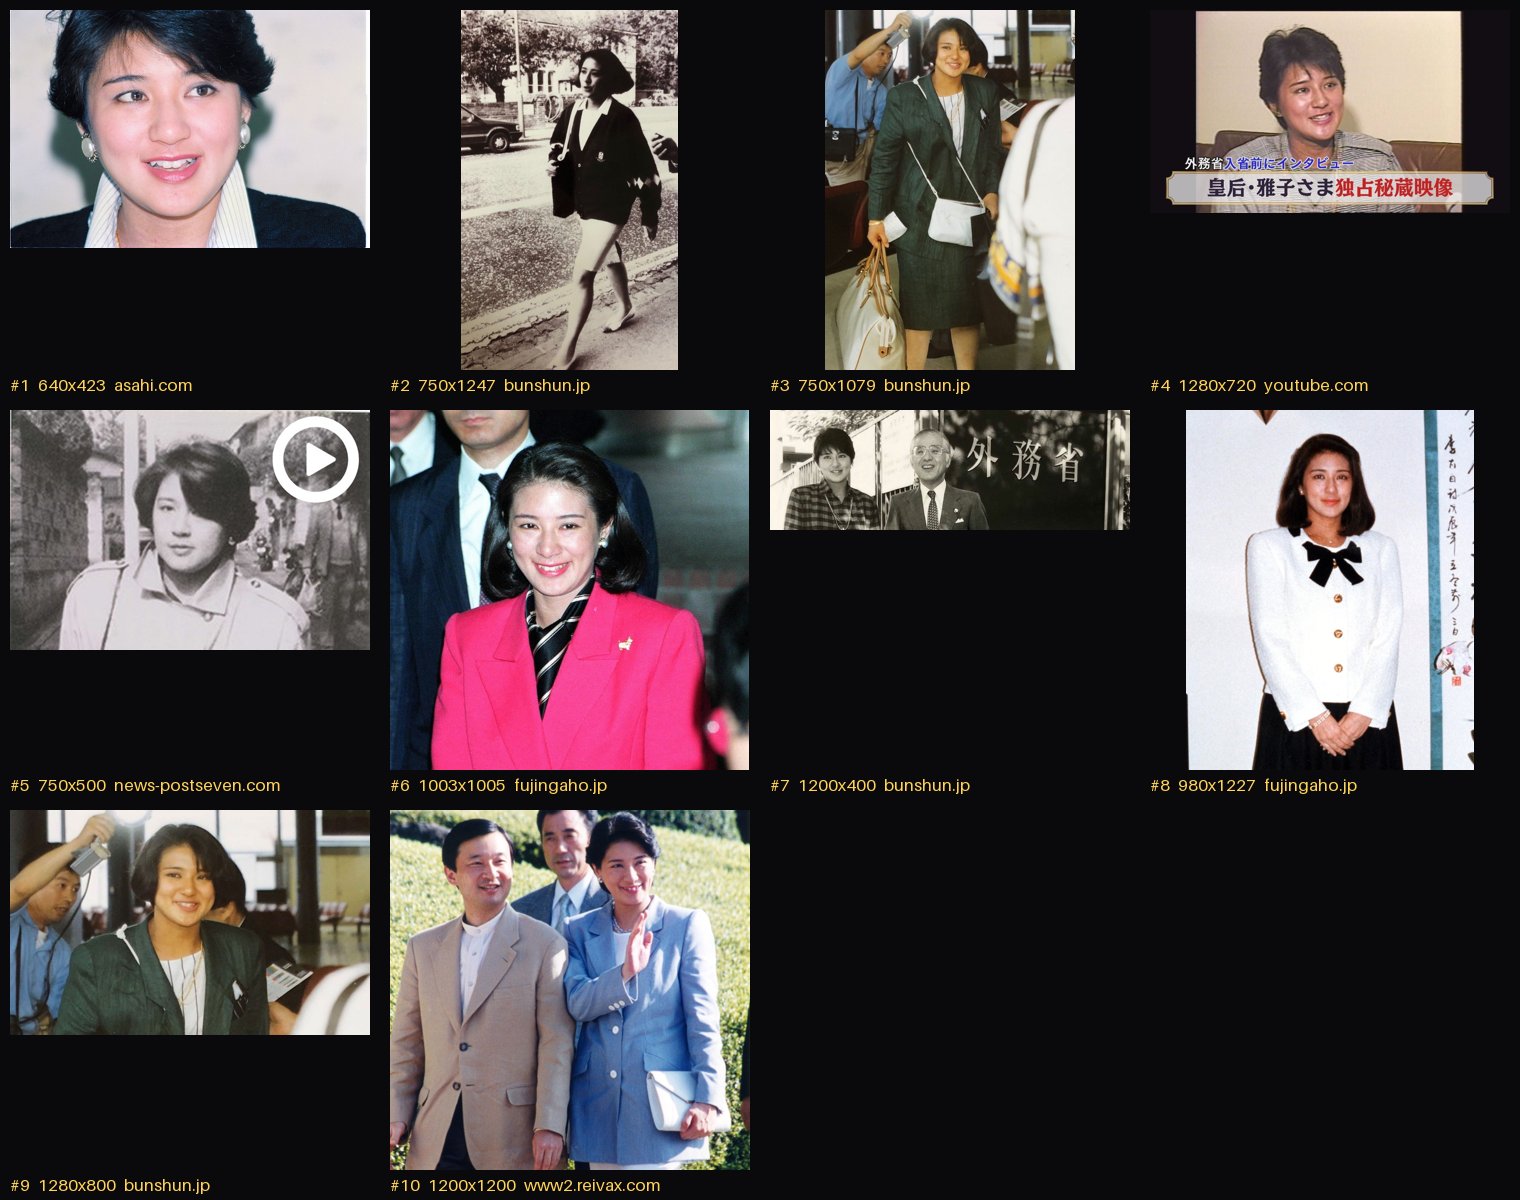 外務省入省前にインタビュー
皇后・雅子さま独占秘蔵映像
#1 640x423 asahi.com
#2 750x1247 bunshun.jp
#3 750x1079 bunshun.jp
#4 1280x720 youtube.com
外務省
#5 750x500 news-postseven.com
#6 1003x1005 fujingaho.jp
#7 1200x400 bunshun.jp
#8 980x1227 fujingaho.jp
#9 1280x800 bunshun.jp
#10 1200x1200 www2.reivax.com